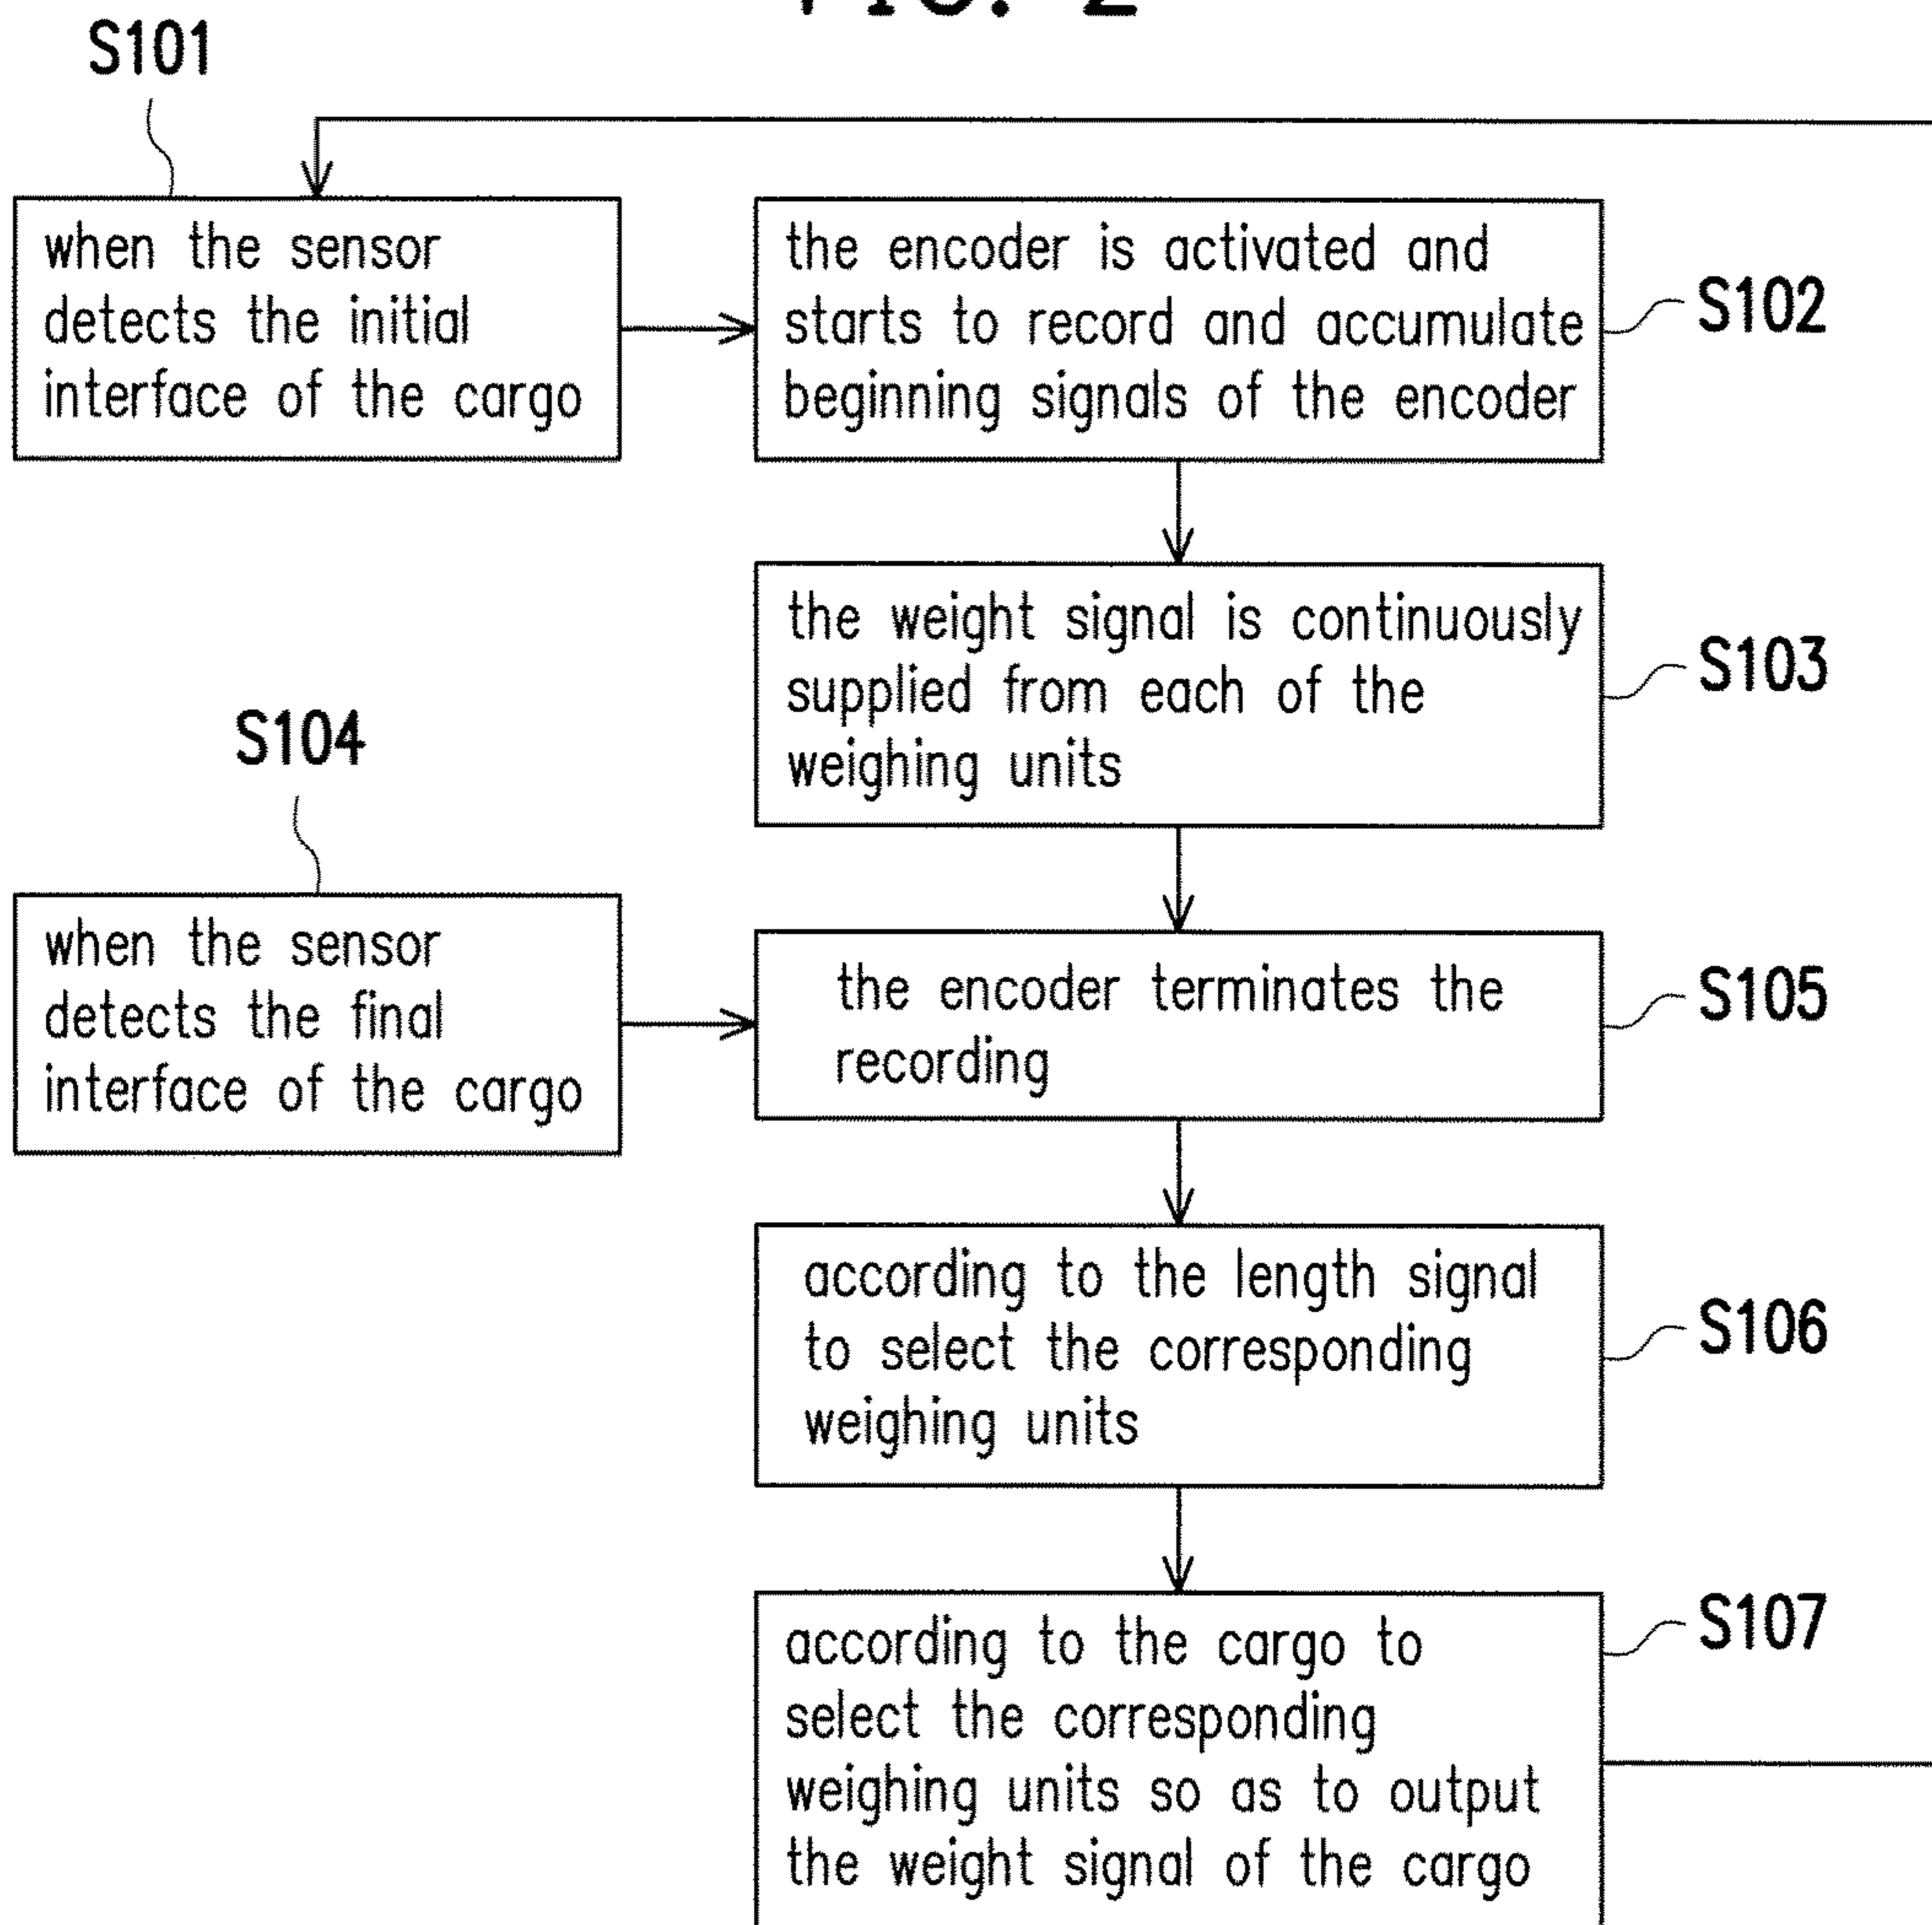 FIG. 2
S101
when the sensor
detects the initial
interface of the cargo
the encoder is activated and
starts to record and accumulate
beginning signals of the encoder
S102
the weight signal is continuously
supplied from each of the
weighing units
S103
S104
when the sensor
detects the final
interface of the cargo
the encoder terminates the
recording
S105
according to the length signal
to select the corresponding
weighing units
S106
according to the cargo to
select the corresponding
weighing units so as to output
the weight signal of the cargo
S107